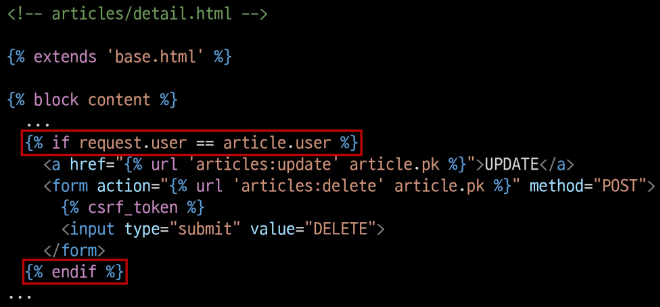 <!-- articles/detail.html -->
{% extends 'base.html' %}
{% block content %}
...
{% if request.user == article.user %}
<a href="{% url 'articles:update' article.pk %}">UPDATE</a>
<form action="{% url 'articles:delete' article.pk %}" method="POST">
{% csrf_token %}
<input type="submit" value="DELETE">
</form>
{% endif %}
...